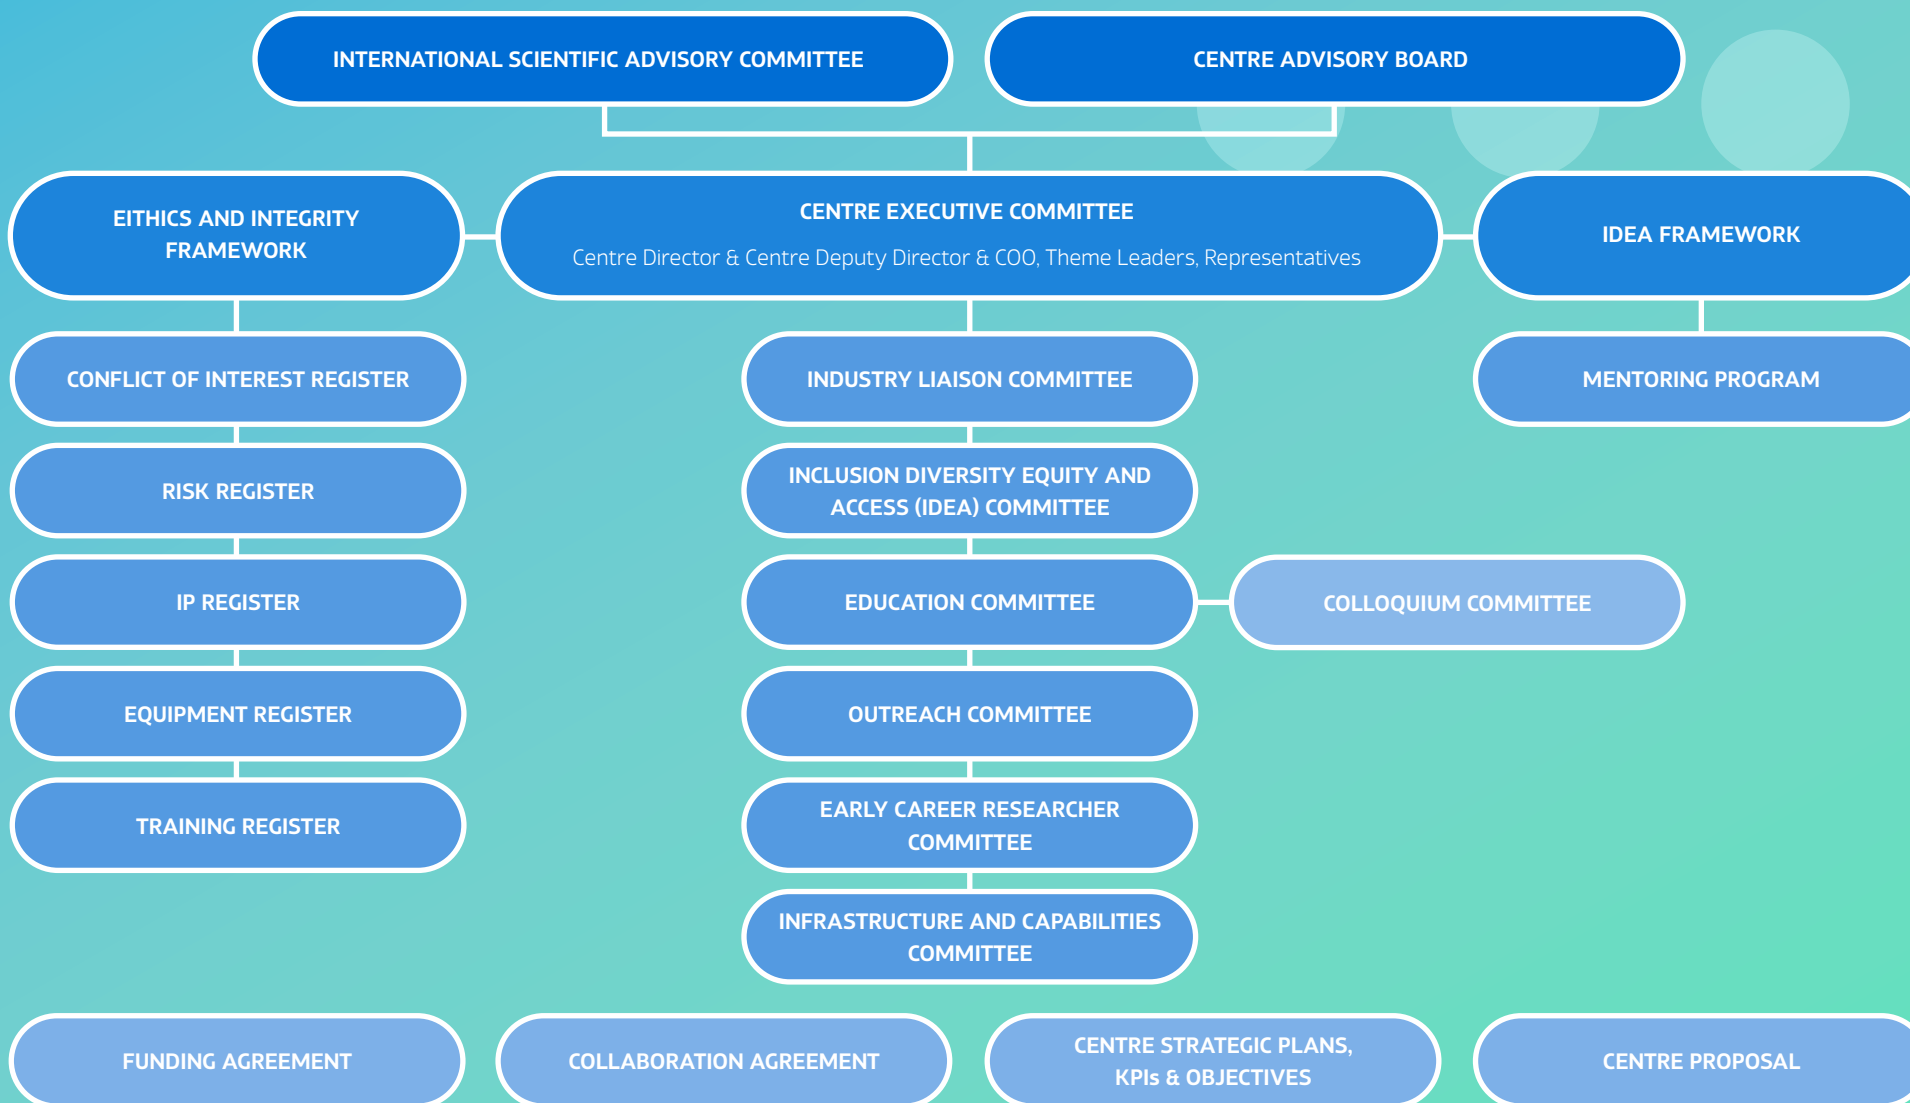 INTERNATIONAL SCIENTIFIC ADVISORY COMMITTEE
CENTRE ADVISORY BOARD
EITHICS AND INTEGRITY
FRAMEWORK
CENTRE EXECUTIVE COMMITTEE
Centre Director & Centre Deputy Director & COO, Theme Leaders, Representatives
IDEA FRAMEWORK
CONFLICT OF INTEREST REGISTER
INDUSTRY LIAISON COMMITTEE
MENTORING PROGRAM
RISK REGISTER
INCLUSION DIVERSITY EQUITY AND
ACCESS (IDEA) COMMITTEE
IP REGISTER
EDUCATION COMMITTEE
COLLOQUIUM COMMITTEE
EQUIPMENT REGISTER
OUTREACH COMMITTEE
TRAINING REGISTER
EARLY CAREER RESEARCHER
COMMITTEE
INFRASTRUCTURE AND CAPABILITIES
COMMITTEE
FUNDING AGREEMENT
COLLABORATION AGREEMENT
CENTRE STRATEGIC PLANS,
KPIs & OBJECTIVES
CENTRE PROPOSAL